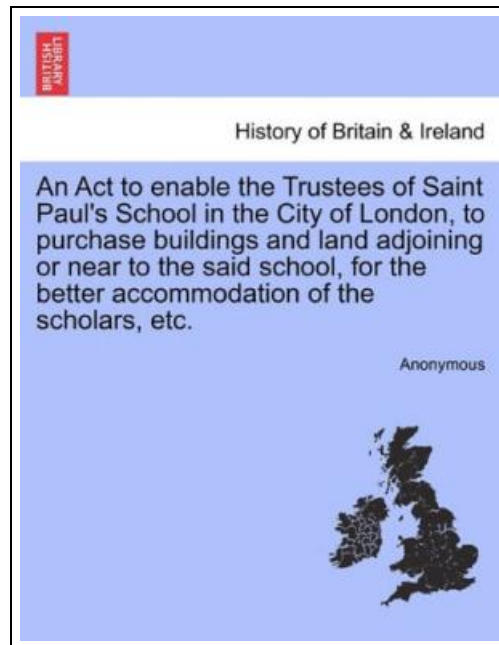 BRITISH
LIBRARY
History of Britain & Ireland
An Act to enable the Trustees of Saint
Paul's School in the City of London, to
purchase buildings and land adjoining
or near to the said school, for the
better accommodation of the
scholars, etc.
Anonymous